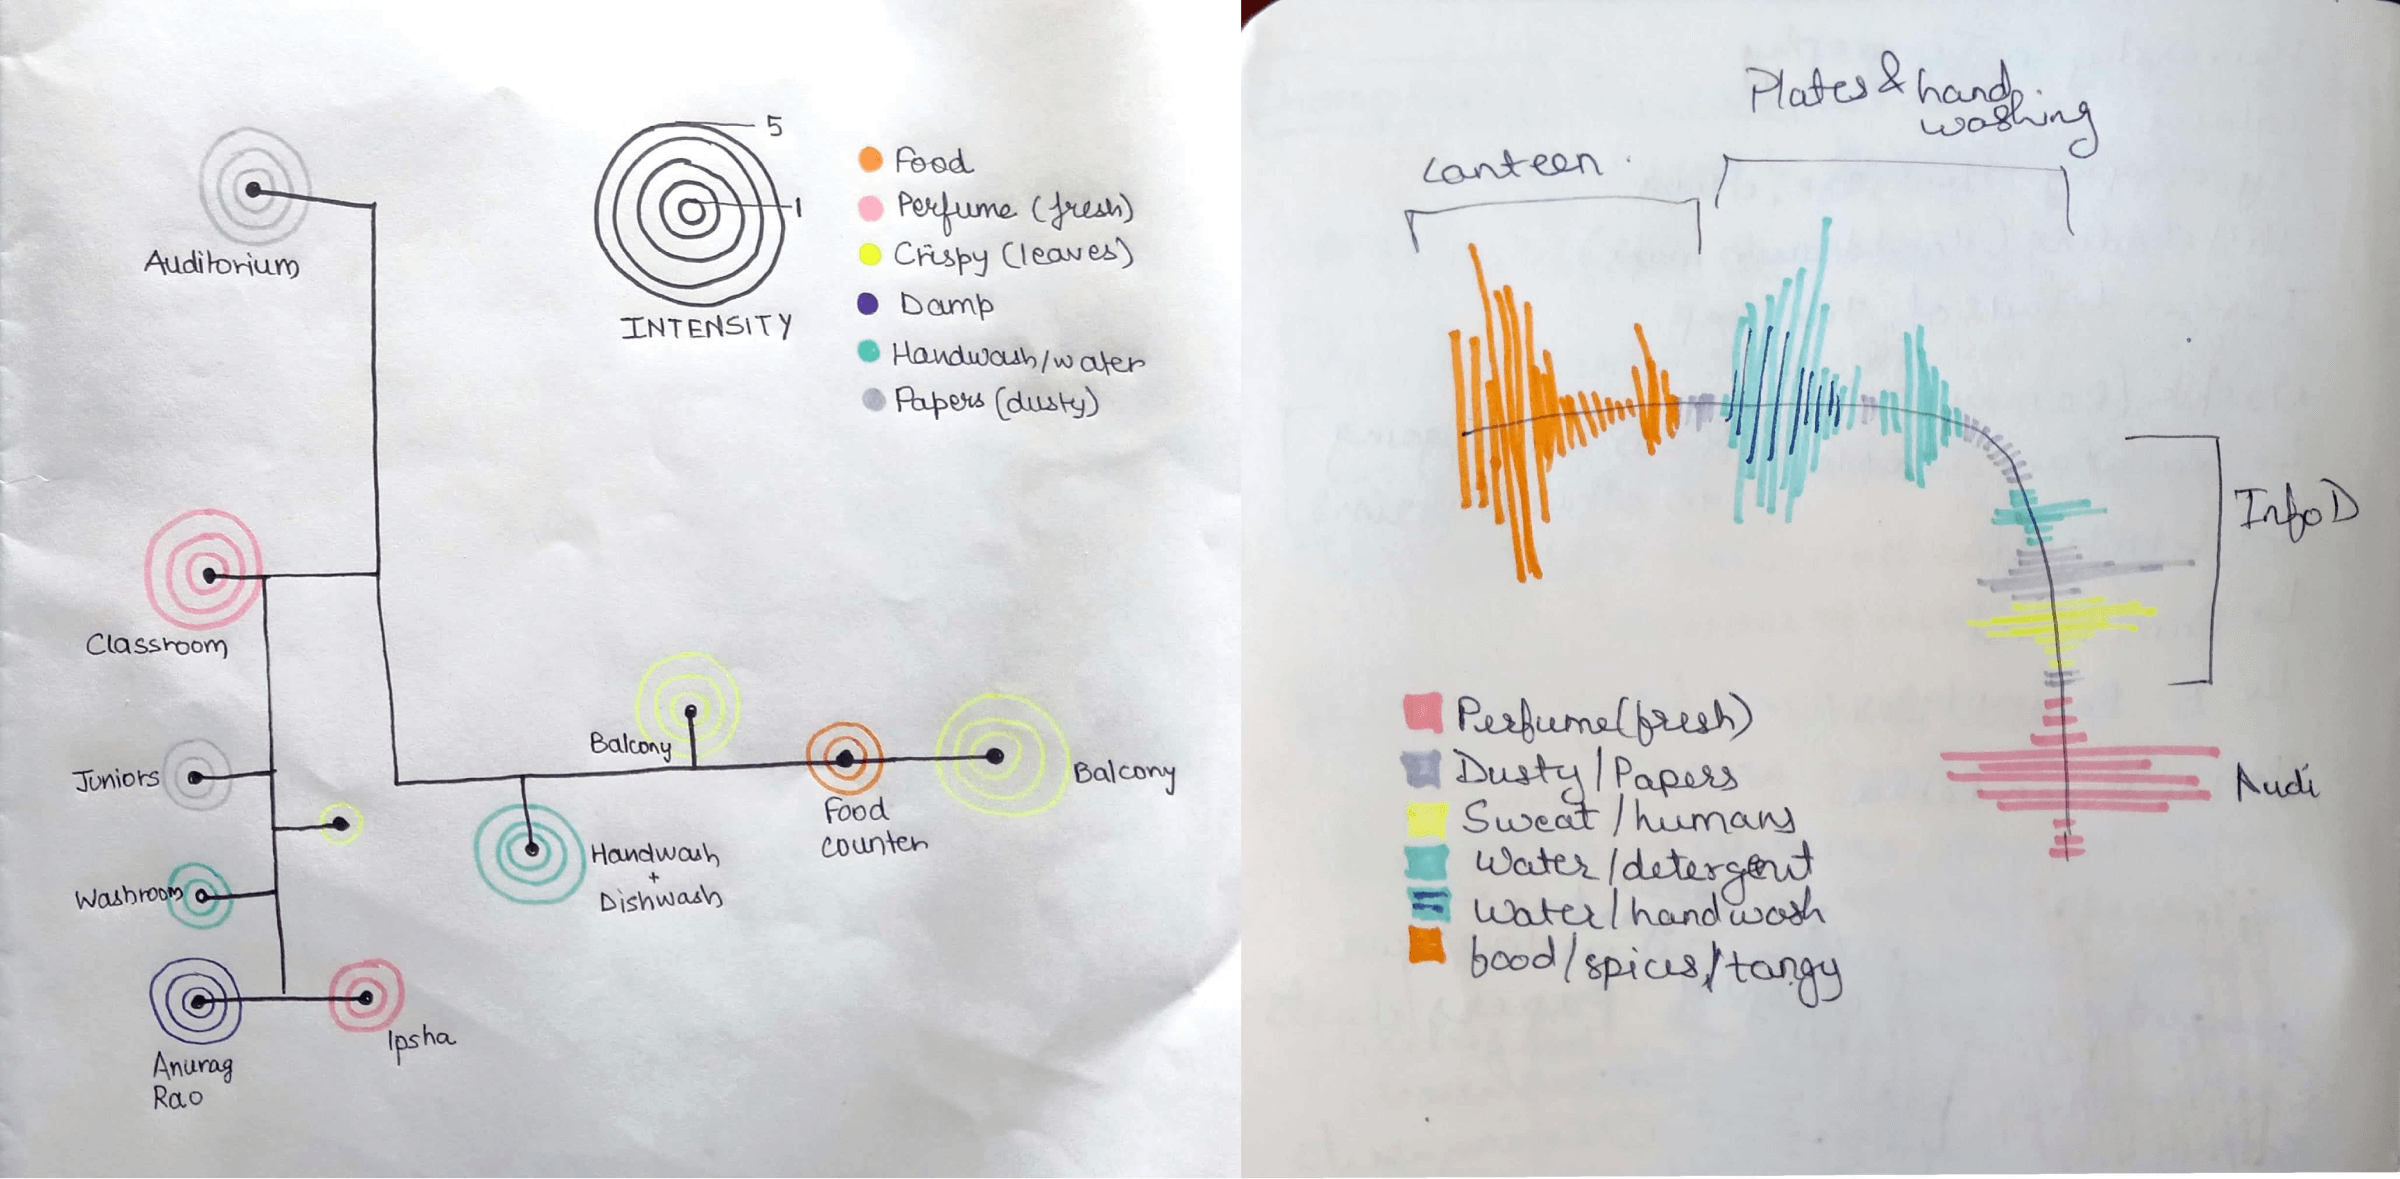 5
1
INTENSITY
Food
Perfume (fresh)
Crispy (leaves)
Damp
Handwash/water
Papers (dusty)
Auditorium
Classroom
Juniors
Washroom
Anurag
Rao
Ipsha
Balcony
Handwash
+
Dishwash
Food
counter
Balcony
Canteen
Plates & hand
washing
InfoD
Audi
Perfume(fresh)
Dusty/Papers
Sweat/humans
Water/detergent
Water/handwash
food/spices/tangy